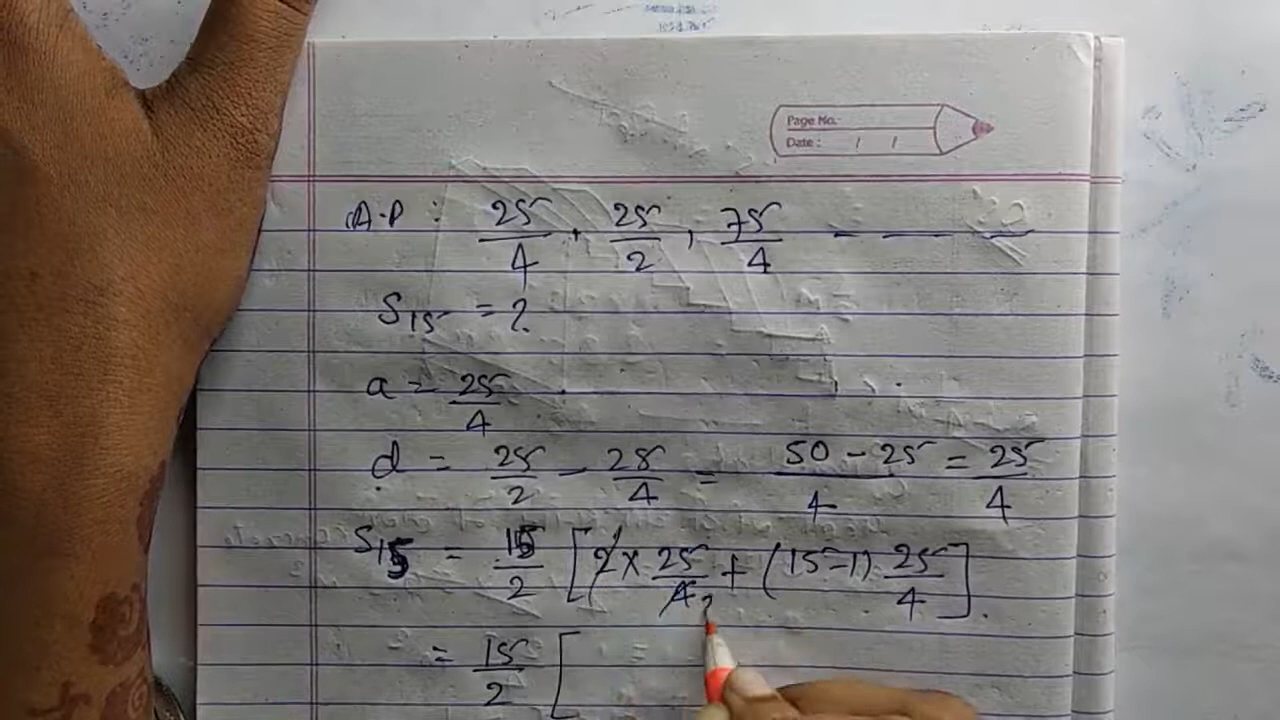 Page No.
Date : / /
A.P : 25/4, 25/2, 75/4 - - -
S15 = ?
a = 25/4
d = 25/2 - 25/4 = 50 - 25/4 = 25/4
S15 = 15/2 [2 × 25/4 2 + (15-1) 25/4].
= 15/2 [